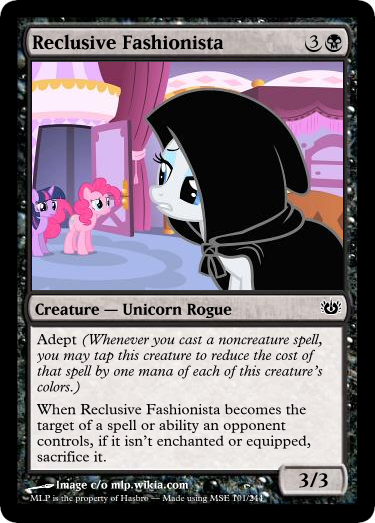 Reclusive Fashionista 3
Creature — Unicorn Rogue
Adept (Whenever you cast a noncreature spell,
you may tap this creature to reduce the cost of
that spell by one mana of each of this creature's
colors.)
When Reclusive Fashionista becomes the
target of a spell or ability an opponent
controls, if it isn't enchanted or equipped,
sacrifice it.
3/3
Image c/o mlp.wikia.com
MLP is the property of Hasbro — Made using MSE 101/244